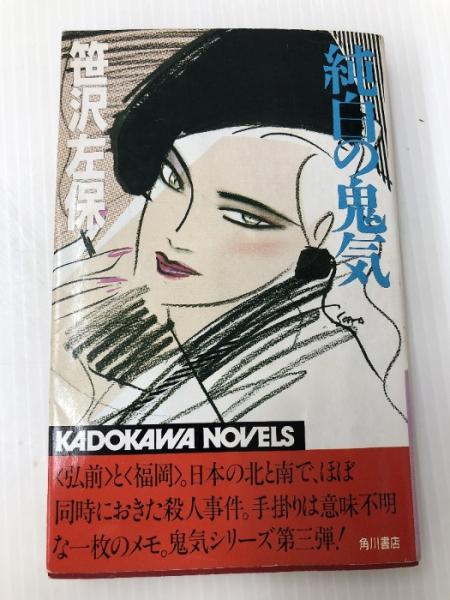 純白の鬼気
笹沢左保
KADOKAWA NOVELS
〈弘前〉と〈福岡〉。日本の北と南で、ほぼ
同時におきた殺人事件。手掛りは意味不明
な一枚のメモ。鬼気シリーズ第三弾!
角川書店